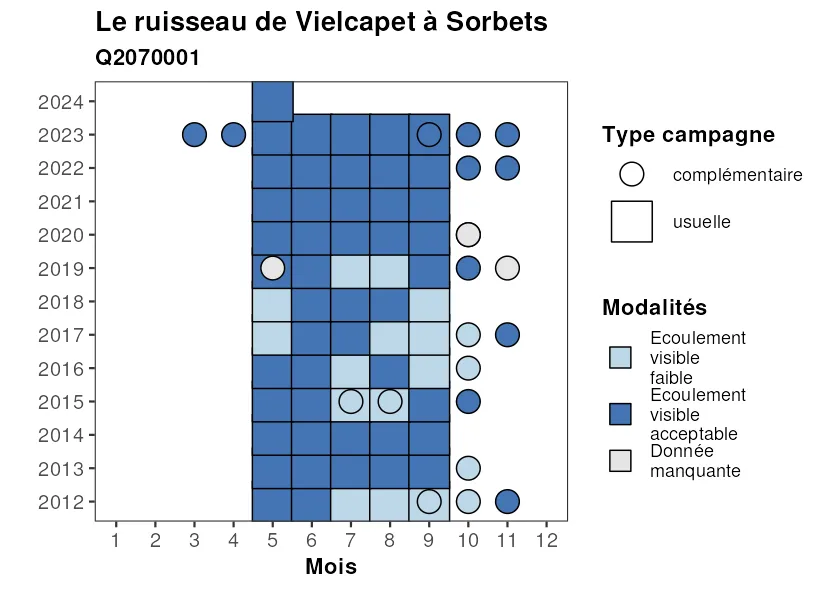 Le ruisseau de Vielcapet à Sorbets
Q2070001
2024
2023
2022
2021
2020
2019
2018
2017
2016
2015
2014
2013
2012
1 2 3 4 5 6 7 8 9 10 11 12
Mois
Type campagne
complémentaire
usuelle
Modalités
Ecoulement
visible
faible
Ecoulement
visible
acceptable
Donnée
manquante